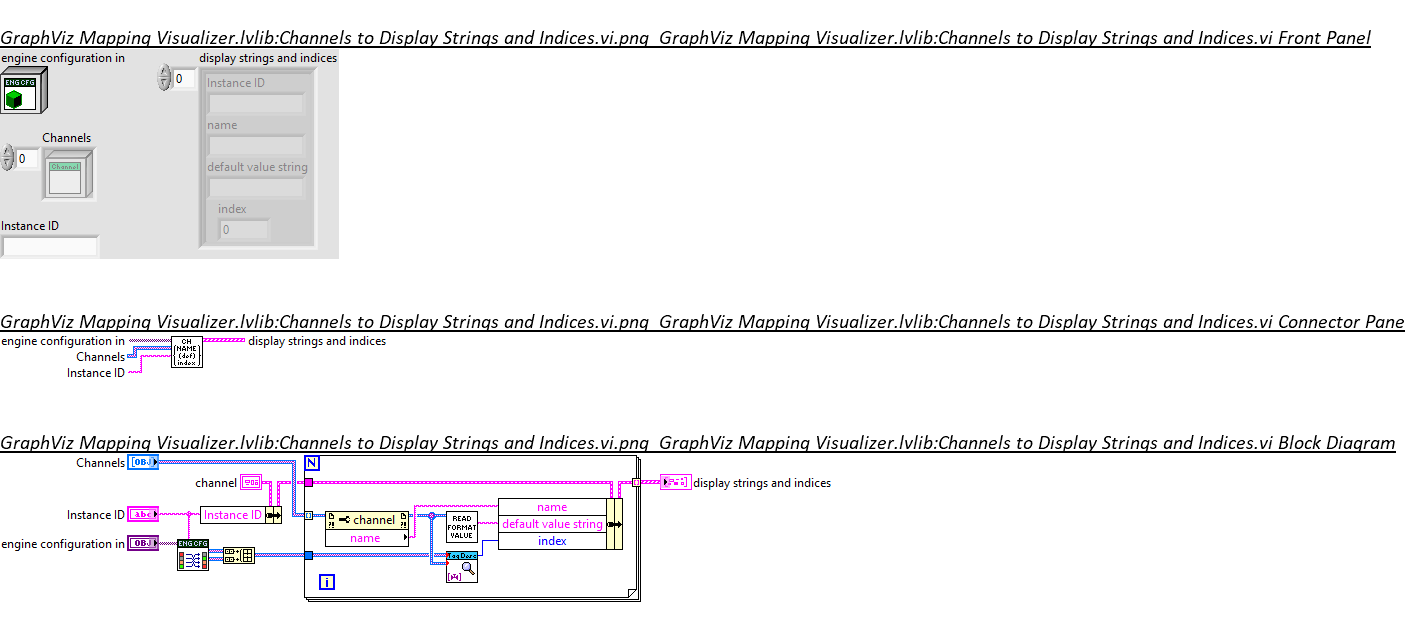 GraphViz Mapping Visualizer.lvlib:Channels to Display Strings and Indices.vi.png  GraphViz Mapping Visualizer.lvlib:Channels to Display Strings and Indices.vi Front Panel
engine configuration in
display strings and indices
ENG CFG
0
Instance ID
name
Channels
0
Channel
default value string
index
0
Instance ID
GraphViz Mapping Visualizer.lvlib:Channels to Display Strings and Indices.vi.png  GraphViz Mapping Visualizer.lvlib:Channels to Display Strings and Indices.vi Connector Pane
engine configuration in
CH
display strings and indices
(NAME)
Channels
(def)
(index)
Instance ID
GraphViz Mapping Visualizer.lvlib:Channels to Display Strings and Indices.vi.png  GraphViz Mapping Visualizer.lvlib:Channels to Display Strings and Indices.vi Block Diagram
Channels
[OBJ]
N
channel
display strings and indices
Instance ID
abc
Instance ID
channel
name
READ
FORMAT
VALUE
name
default value string
index
engine configuration in
OBJ
ENG CFG
Tag Desc
i